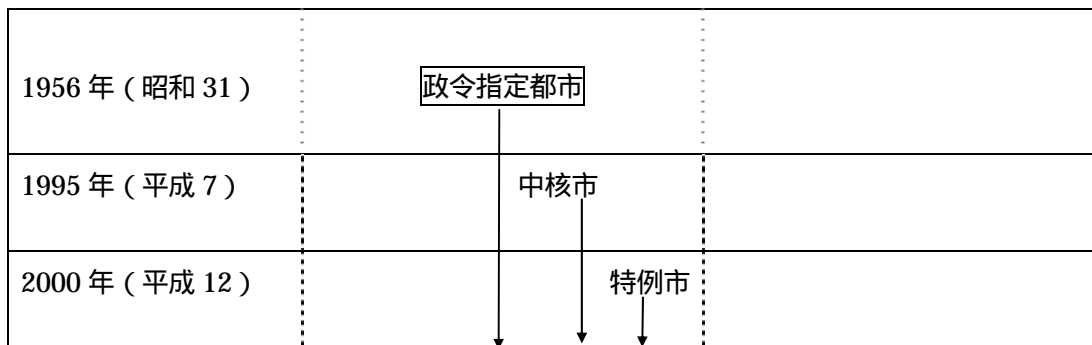 1956 年（昭和 31） 政令指定都市
1995 年（平成 7） 中核市
2000 年（平成 12） 特例市